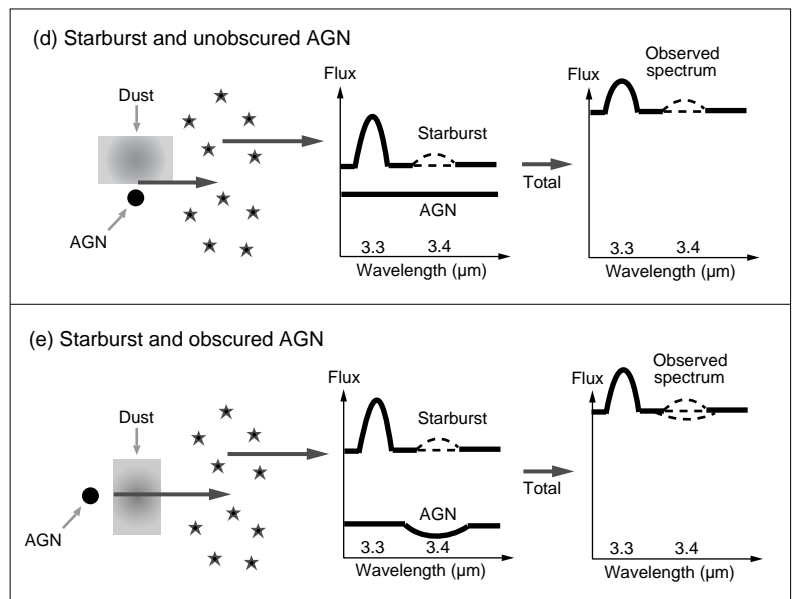 (d) Starburst and unobscured AGN
Dust
AGN
Flux
Starburst
AGN
3.3 3.4
Wavelength (μm)
Total
Flux
Observed
spectrum
3.3 3.4
Wavelength (μm)
(e) Starburst and obscured AGN
Dust
AGN
Flux
Starburst
AGN
3.3 3.4
Wavelength (μm)
Total
Flux
Observed
spectrum
3.3 3.4
Wavelength (μm)